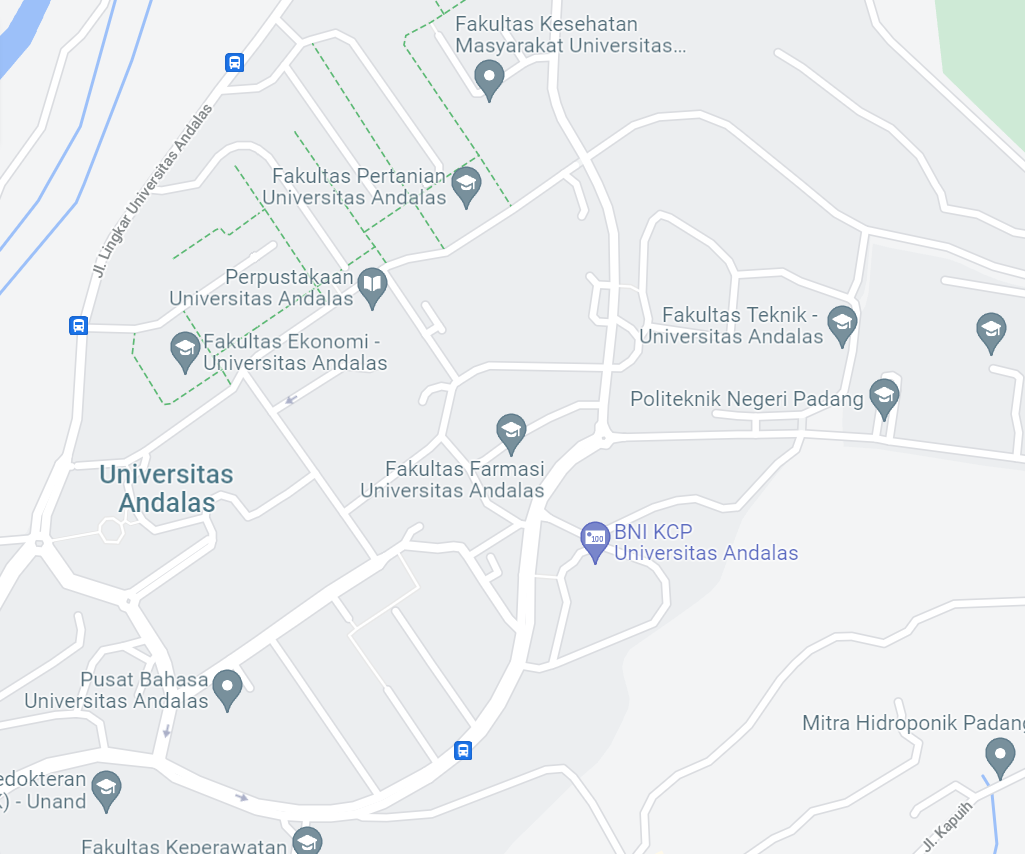 Fakultas Kesehatan
Masyarakat Universitas...
Jl. Lingkar Universitas Andalas
Fakultas Pertanian
Universitas Andalas
Perpustakaan
Universitas Andalas
Fakultas Ekonomi -
Universitas Andalas
Fakultas Teknik -
Universitas Andalas
Politeknik Negeri Padang
Universitas
Andalas
Fakultas Farmasi
Universitas Andalas
BNI KCP
Universitas Andalas
100
Pusat Bahasa
Universitas Andalas
Mitra Hidroponik Padang
edokteran
K) - Unand
Jl. Kapuih
Fakultas Keperawatan